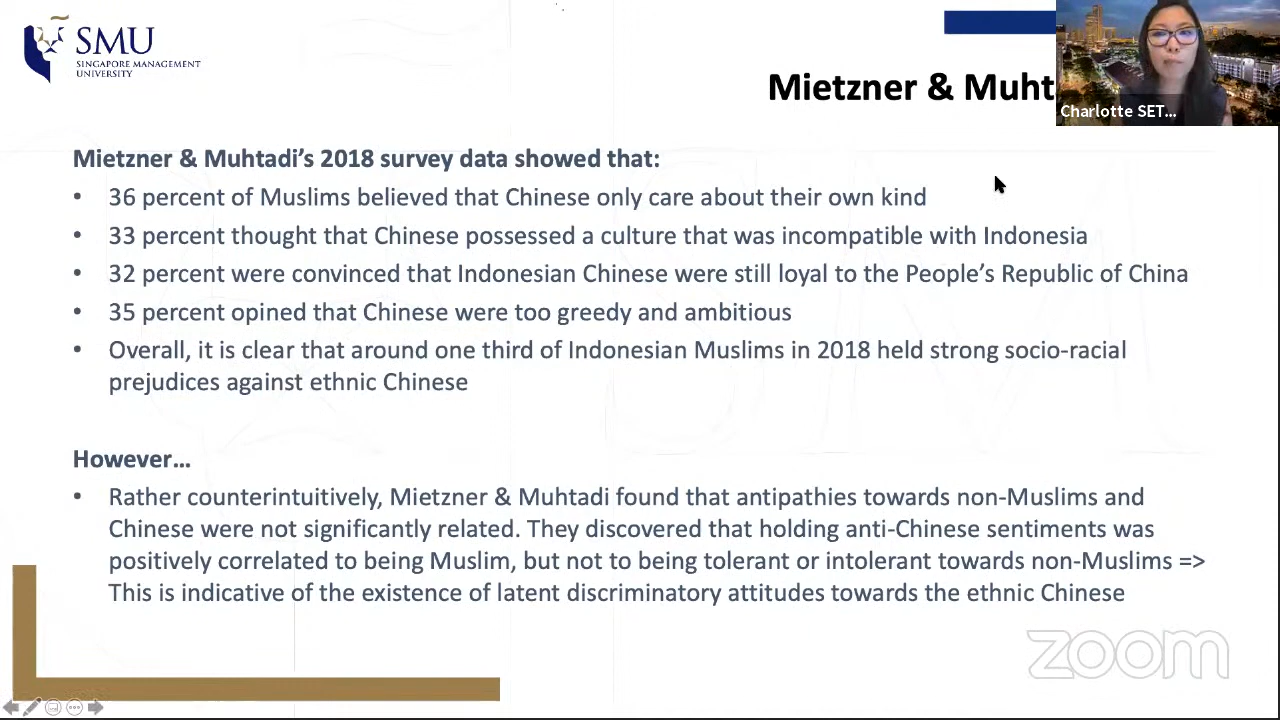 SMU
SINGAPORE MANAGEMENT
UNIVERSITY
Mietzner & Muht
Charlotte SET...
Mietzner & Muhtadi’s 2018 survey data showed that:
• 36 percent of Muslims believed that Chinese only care about their own kind
• 33 percent thought that Chinese possessed a culture that was incompatible with Indonesia
• 32 percent were convinced that Indonesian Chinese were still loyal to the People’s Republic of China
• 35 percent opined that Chinese were too greedy and ambitious
• Overall, it is clear that around one third of Indonesian Muslims in 2018 held strong socio-racial
prejudices against ethnic Chinese
However…
• Rather counterintuitively, Mietzner & Muhtadi found that antipathies towards non-Muslims and
Chinese were not significantly related. They discovered that holding anti-Chinese sentiments was
positively correlated to being Muslim, but not to being tolerant or intolerant towards non-Muslims =>
This is indicative of the existence of latent discriminatory attitudes towards the ethnic Chinese
zoom